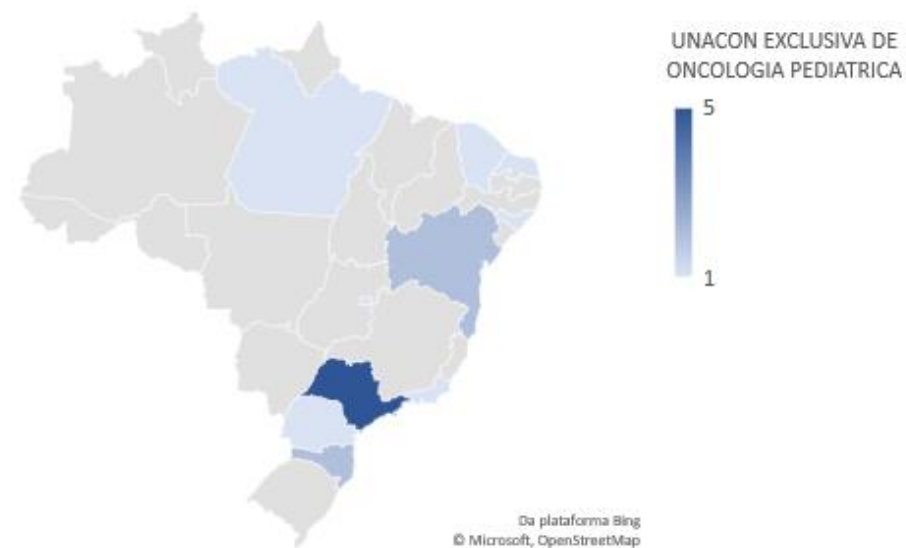 UNACON EXCLUSIVA DE
ONCOLOGIA PEDIATRICA
5
1
Da plataforma Bing
© Microsoft, OpenStreetMap